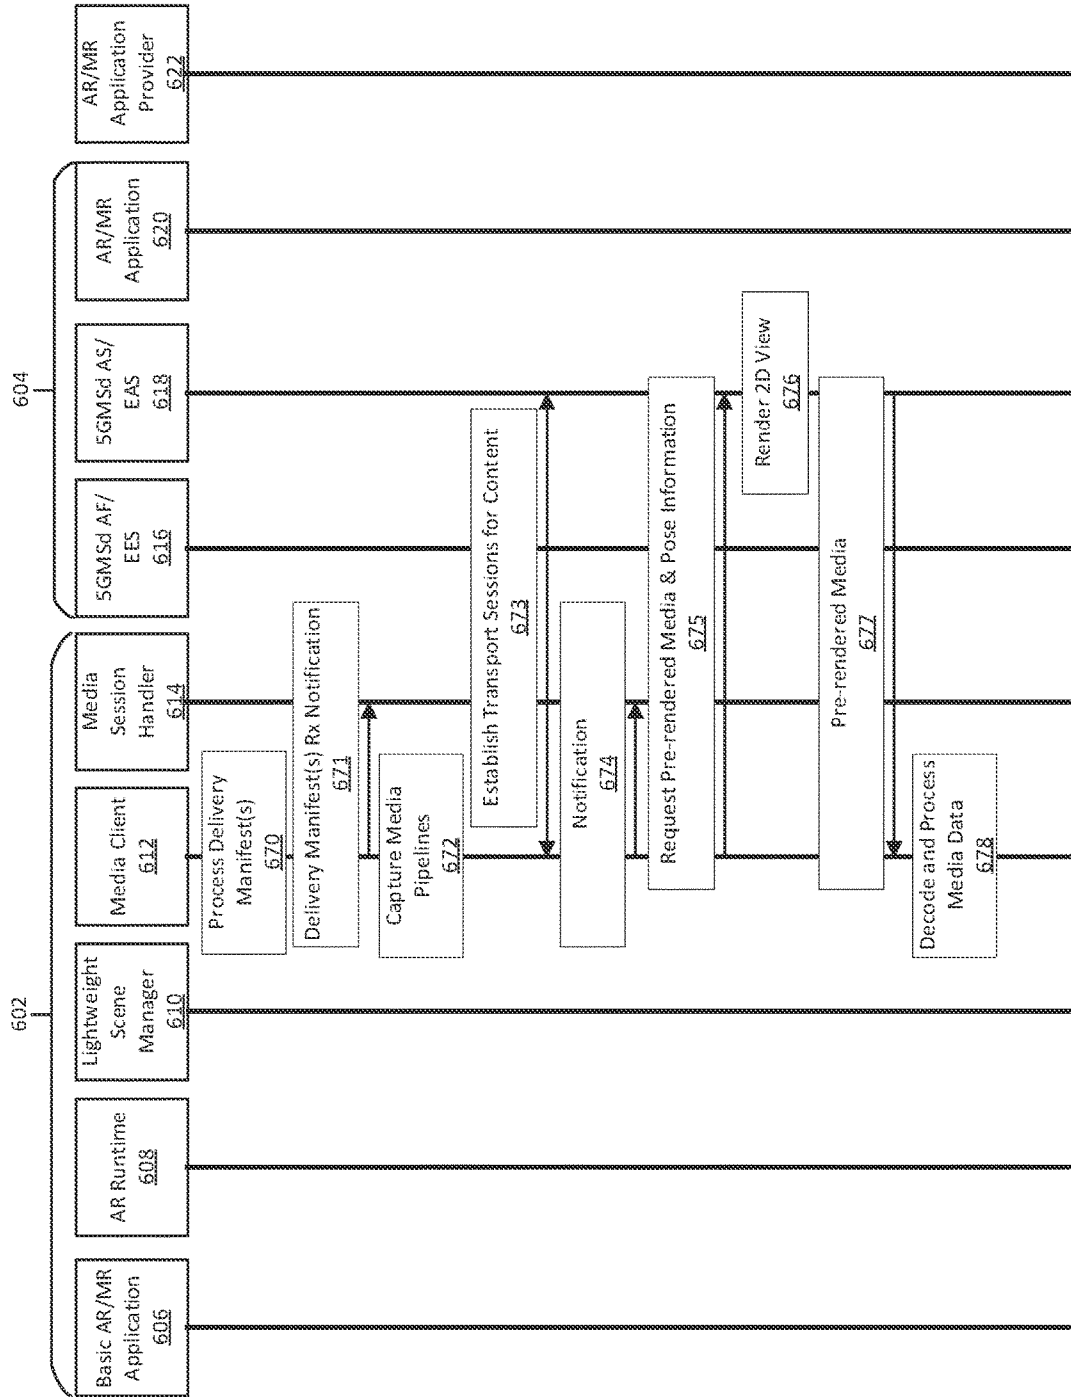 602
604
Basic AR/MR
Application
606
AR Runtime
608
Lightweight
Scene
Manager
610
Media Client
612
Media
Session
Handler
614
5GMSd AF/
EES
616
5GMSd AS/
EAS
618
AR/MR
Application
620
AR/MR
Application
Provider
622
Process Delivery
Manifest(s)
670
Delivery Manifest(s) Rx Notification
671
Capture Media
Pipelines
672
Establish Transport Sessions for Content
673
Notification
674
Request Pre-rendered Media & Pose Information
675
Render 2D View
676
Pre-rendered Media
677
Decode and Process
Media Data
678